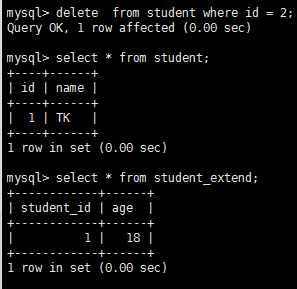 mysql> delete  from student where id = 2;
Query OK, 1 row affected (0.00 sec)
mysql> select * from student;
+----+------+
| id | name |
+----+------+
|  1 | TK   |
+----+------+
1 row in set (0.00 sec)
mysql> select * from student_extend;
+------------+------+
| student_id | age  |
+------------+------+
|          1 |   18 |
+------------+------+
1 row in set (0.00 sec)